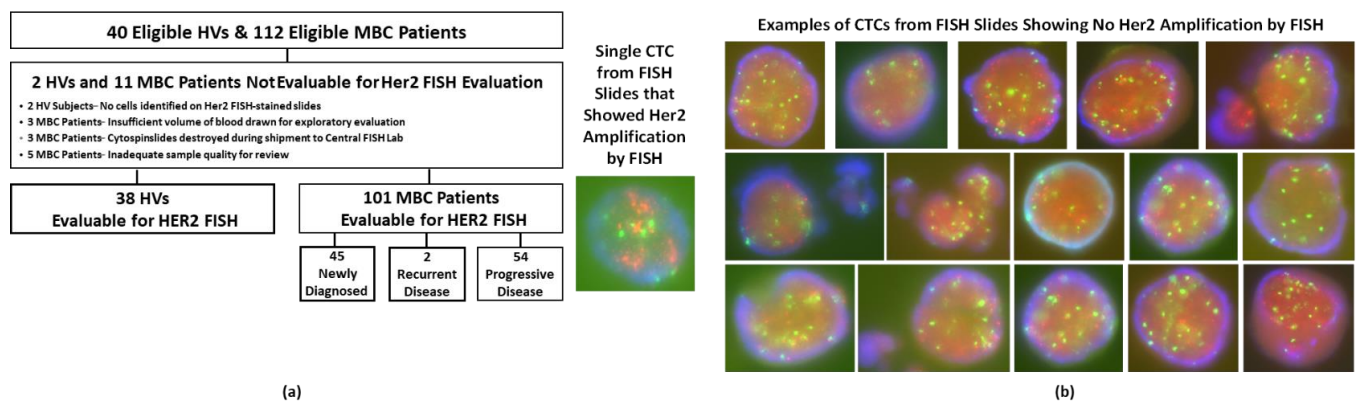 40 Eligible HVs & 112 Eligible MBC Patients
2 HVs and 11 MBC Patients NotEvaluable for Her2 FISH Evaluation
• 2 HV Subjects– No cells identified on Her2 FISH-stained slides
• 3 MBC Patients- Insufficient volume of blood drawn for exploratory evaluation
• 3 MBC Patients- Cytospinslides destroyed during shipment to Central FISH Lab
• 5 MBC Patients- Inadequate sample quality for review
38 HVs
Evaluable for HER2 FISH
101 MBC Patients
Evaluable for HER2 FISH
45
Newly
Diagnosed
2
Recurrent
Disease
54
Progressive
Disease
Single CTC
from FISH
Slides that
Showed Her2
Amplification
by FISH
(a)
Examples of CTCs from FISH Slides Showing No Her2 Amplification by FISH
(b)